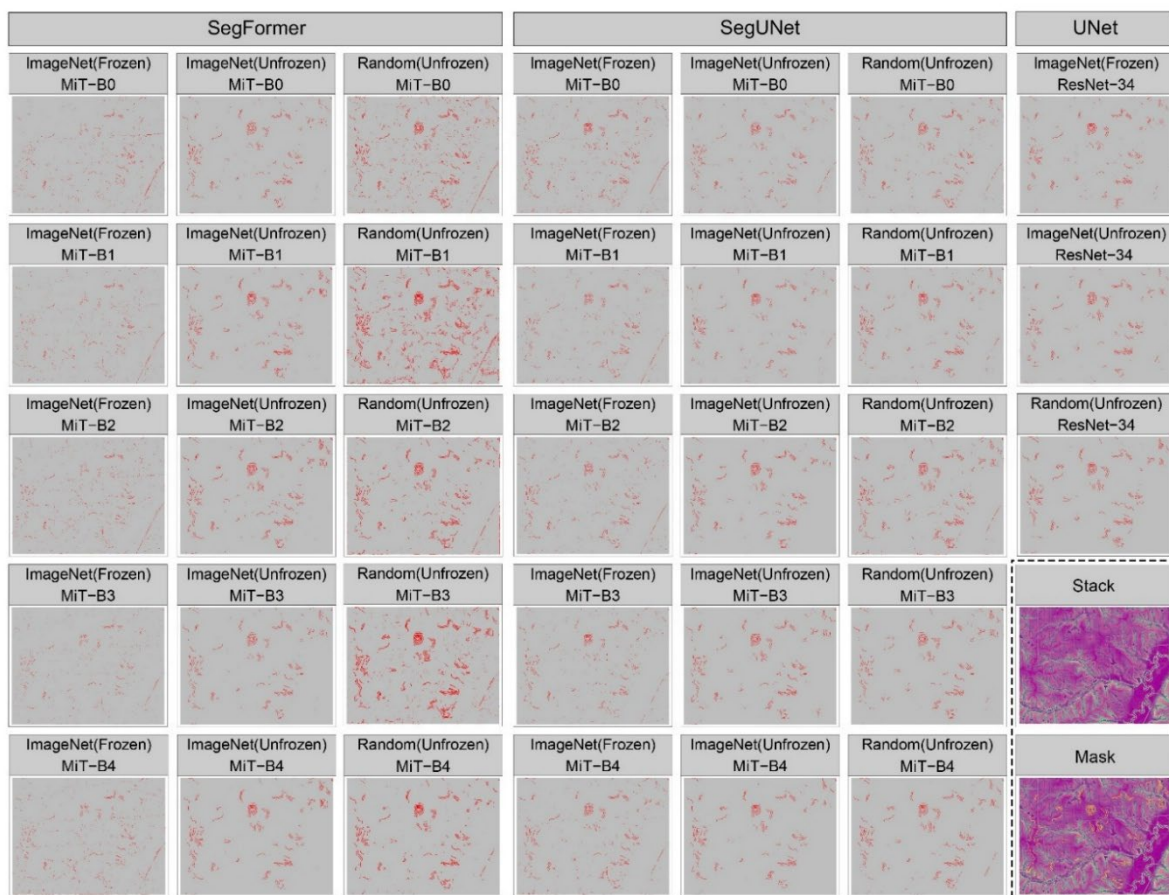 SegFormer
SegUNet
UNet
ImageNet(Frozen)
MiT−B0
ImageNet(Unfrozen)
MiT−B0
Random(Unfrozen)
MiT−B0
ImageNet(Frozen)
MiT−B0
ImageNet(Unfrozen)
MiT−B0
Random(Unfrozen)
MiT−B0
ImageNet(Frozen)
ResNet−34
ImageNet(Frozen)
MiT−B1
ImageNet(Unfrozen)
MiT−B1
Random(Unfrozen)
MiT−B1
ImageNet(Frozen)
MiT−B1
ImageNet(Unfrozen)
MiT−B1
Random(Unfrozen)
MiT−B1
ImageNet(Unfrozen)
ResNet−34
ImageNet(Frozen)
MiT−B2
ImageNet(Unfrozen)
MiT−B2
Random(Unfrozen)
MiT−B2
ImageNet(Frozen)
MiT−B2
ImageNet(Unfrozen)
MiT−B2
Random(Unfrozen)
MiT−B2
Random(Unfrozen)
ResNet−34
ImageNet(Frozen)
MiT−B3
ImageNet(Unfrozen)
MiT−B3
Random(Unfrozen)
MiT−B3
ImageNet(Frozen)
MiT−B3
ImageNet(Unfrozen)
MiT−B3
Random(Unfrozen)
MiT−B3
Stack
ImageNet(Frozen)
MiT−B4
ImageNet(Unfrozen)
MiT−B4
Random(Unfrozen)
MiT−B4
ImageNet(Frozen)
MiT−B4
ImageNet(Unfrozen)
MiT−B4
Random(Unfrozen)
MiT−B4
Mask